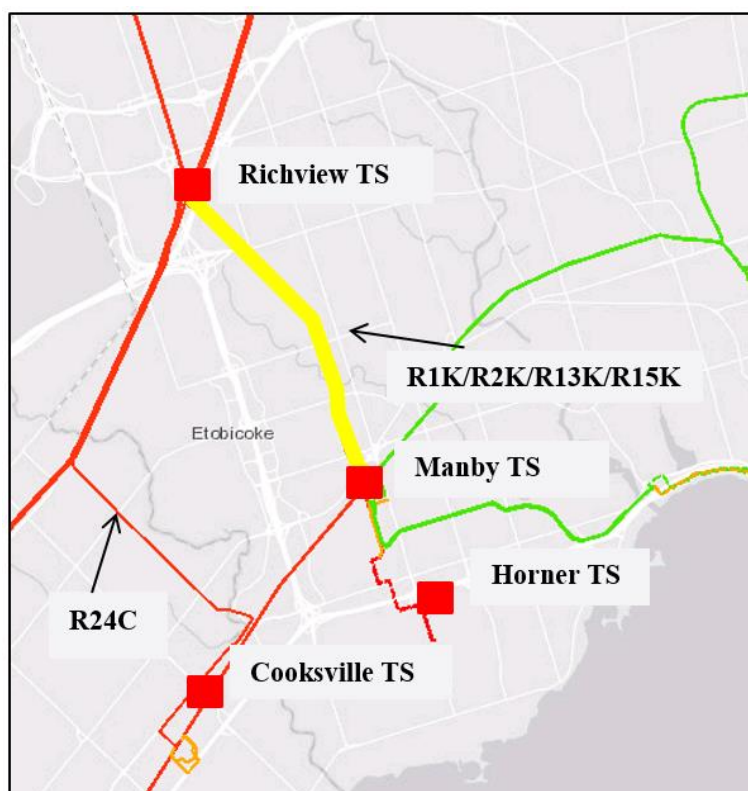 Richview TS
R1K/R2K/R13K/R15K
Etobicoke
Manby TS
Horner TS
R24C
Cooksville TS